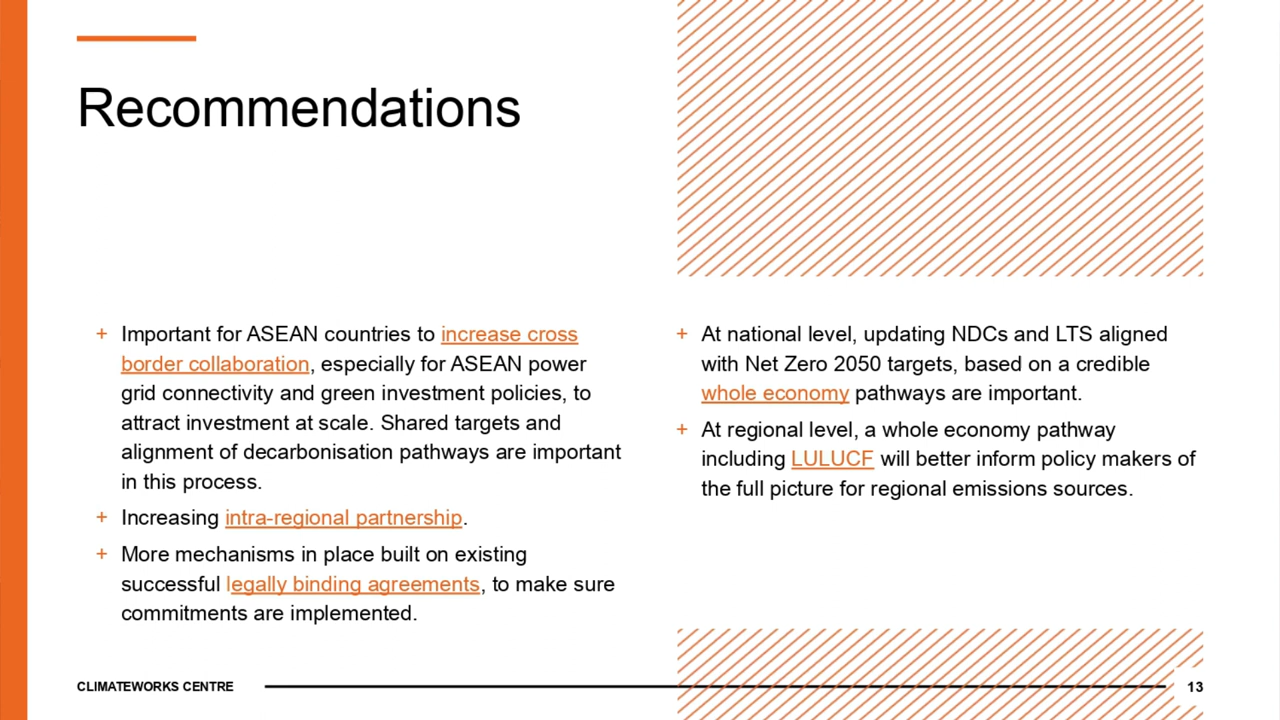 Recommendations
+ Important for ASEAN countries to increase cross
border collaboration, especially for ASEAN power
grid connectivity and green investment policies, to
attract investment at scale. Shared targets and
alignment of decarbonisation pathways are important
in this process.
+ Increasing intra-regional partnership.
+ More mechanisms in place built on existing
successful legally binding agreements, to make sure
commitments are implemented.
+ At national level, updating NDCs and LTS aligned
with Net Zero 2050 targets, based on a credible
whole economy pathways are important.
+ At regional level, a whole economy pathway
including LULUCF will better inform policy makers of
the full picture for regional emissions sources.
CLIMATEWORKS CENTRE
13